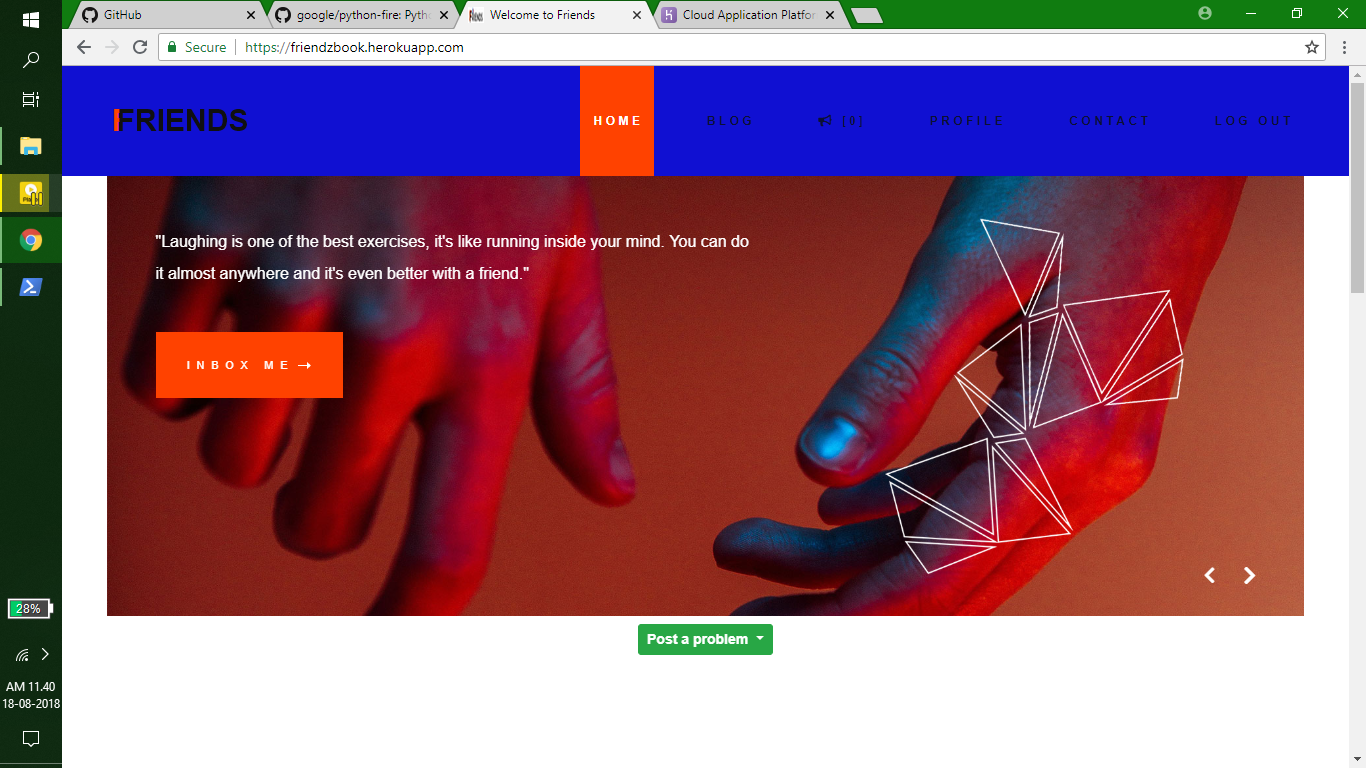 GitHub
google/python-fire: Pytho
Welcome to Friends
Cloud Application Platfor
Secure
https://friendzbook.herokuapp.com
FRIENDS
HOME
BLOG
[0]
PROFILE
CONTACT
LOG OUT
"Laughing is one of the best exercises, it's like running inside your mind. You can do
it almost anywhere and it's even better with a friend."
INBOX ME
Post a problem
28%
AM 11.40
18-08-2018